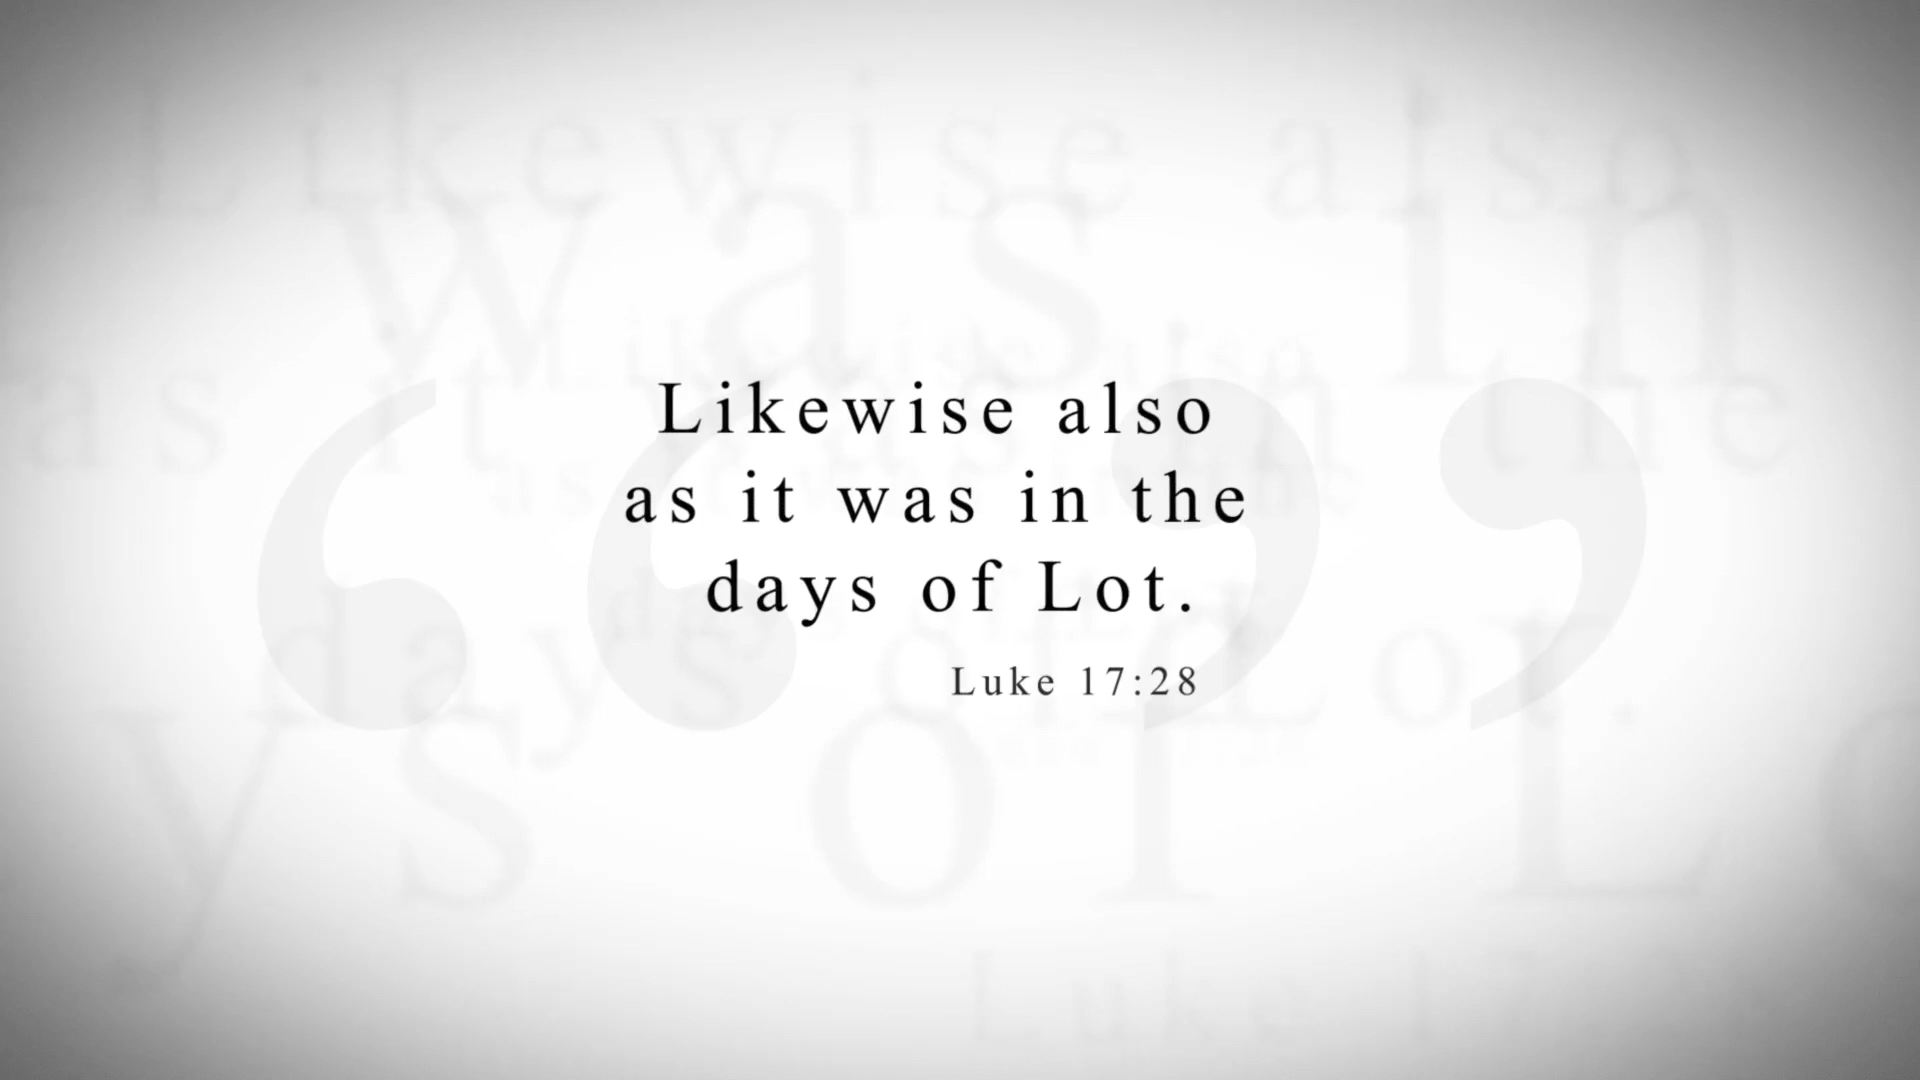 Likewise also
as it was in the
days of Lot.
Luke 17:28